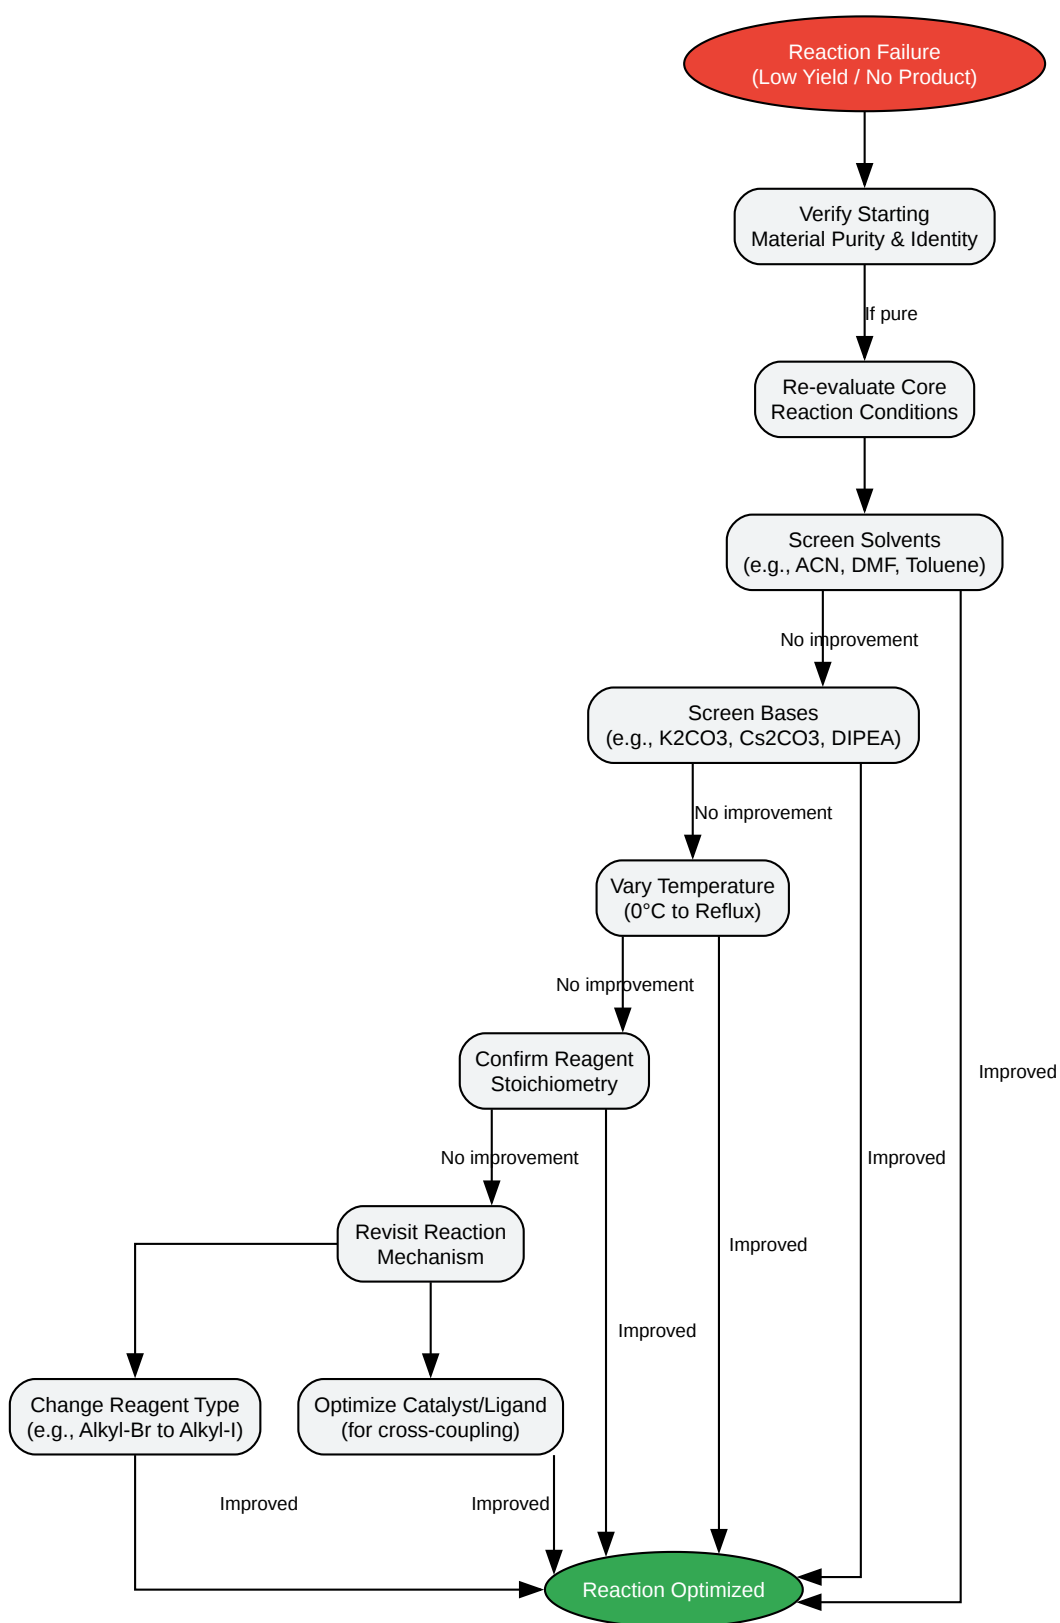 Reaction Failure
(Low Yield / No Product)
Verify Starting
Material Purity & Identity
If pure
Re-evaluate Core
Reaction Conditions
Screen Solvents
(e.g., ACN, DMF, Toluene)
No improvement
Screen Bases
(e.g., K2CO3, Cs2CO3, DIPEA)
No improvement
Vary Temperature
(0°C to Reflux)
No improvement
Confirm Reagent
Stoichiometry
Improved
No improvement
Improved
Revisit Reaction
Mechanism
Improved
Improved
Change Reagent Type
(e.g., Alkyl-Br to Alkyl-I)
Optimize Catalyst/Ligand
(for cross-coupling)
Improved
Improved
Reaction Optimized